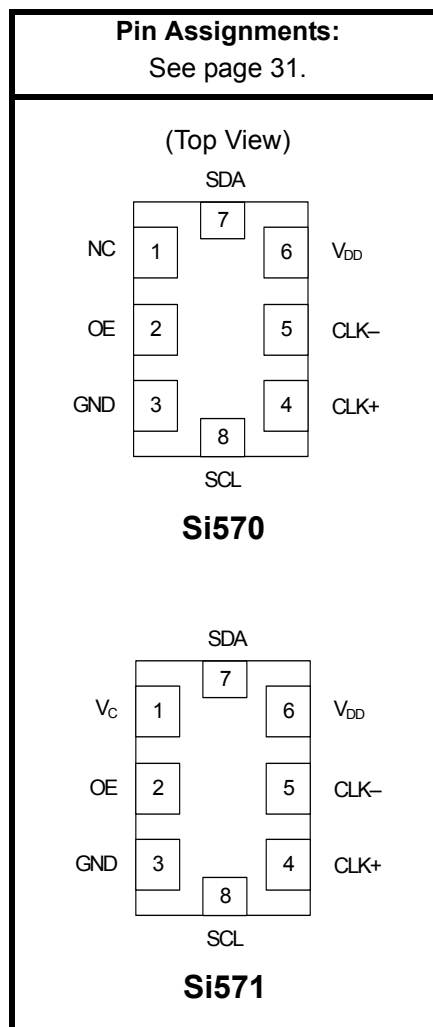 Pin Assignments:
See page 31.
(Top View)
SDA
7
NC 1 6 VDD
OE 2 5 CLK–
GND 3 4 CLK+
8
SCL
Si570
SDA
7
VC 1 6 VDD
OE 2 5 CLK–
GND 3 4 CLK+
8
SCL
Si571